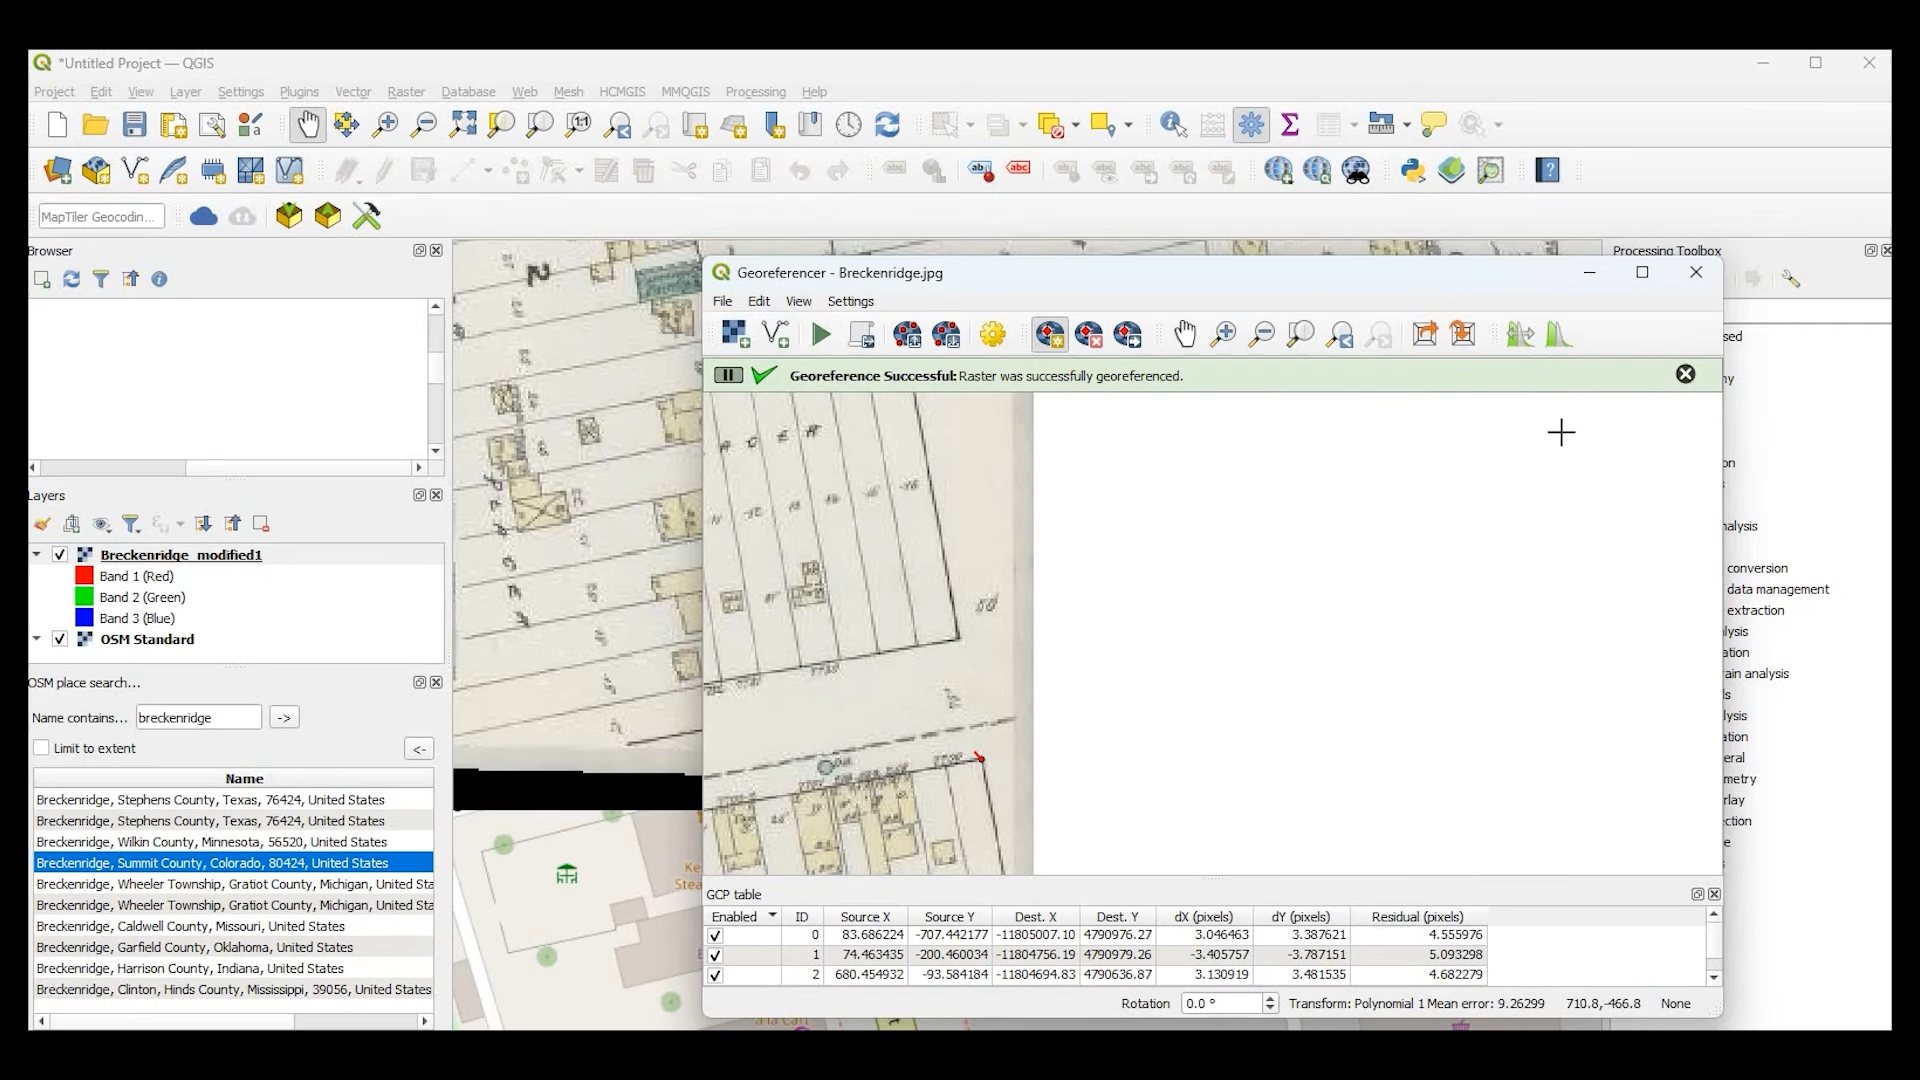 *Untitled Project — QGIS
Project Edit View Layer Settings Plugins Vector Raster Database Web Mesh HCMGIS MMQGIS Processing Help
MapTiler Geocodin...
Browser
Processing Toolbox
Georeferencer - Breckenridge.jpg
File Edit View Settings
Georeference Successful: Raster was successfully georeferenced.
Layers
Breckenridge_modified1
Band 1 (Red)
Band 2 (Green)
Band 3 (Blue)
OSM Standard
conversion
data management
extraction
OSM place search...
Name contains... breckenridge ->
Limit to extent <-
Name
Breckenridge, Stephens County, Texas, 76424, United States
Breckenridge, Stephens County, Texas, 76424, United States
Breckenridge, Wilkin County, Minnesota, 56520, United States
Breckenridge, Summit County, Colorado, 80424, United States
Breckenridge, Wheeler Township, Gratiot County, Michigan, United Sta
Breckenridge, Wheeler Township, Gratiot County, Michigan, United Sta
Breckenridge, Caldwell County, Missouri, United States
Breckenridge, Garfield County, Oklahoma, United States
Breckenridge, Harrison County, Indiana, United States
Breckenridge, Clinton, Hinds County, Mississippi, 39056, United States
GCP table
Enabled ID Source X Source Y Dest. X Dest. Y dX (pixels) dY (pixels) Residual (pixels)
0 83.686224 -707.442177 -11805007.10 4790976.27 3.046463 3.387621 4.555976
1 74.463435 -200.460034 -11804756.19 4790979.26 -3.405757 -3.787151 5.093298
2 680.454932 -93.584184 -11804694.83 4790636.87 3.130919 3.481535 4.682279
Rotation 0.0 ° Transform: Polynomial 1 Mean error: 9.26299 710.8,-466.8 None